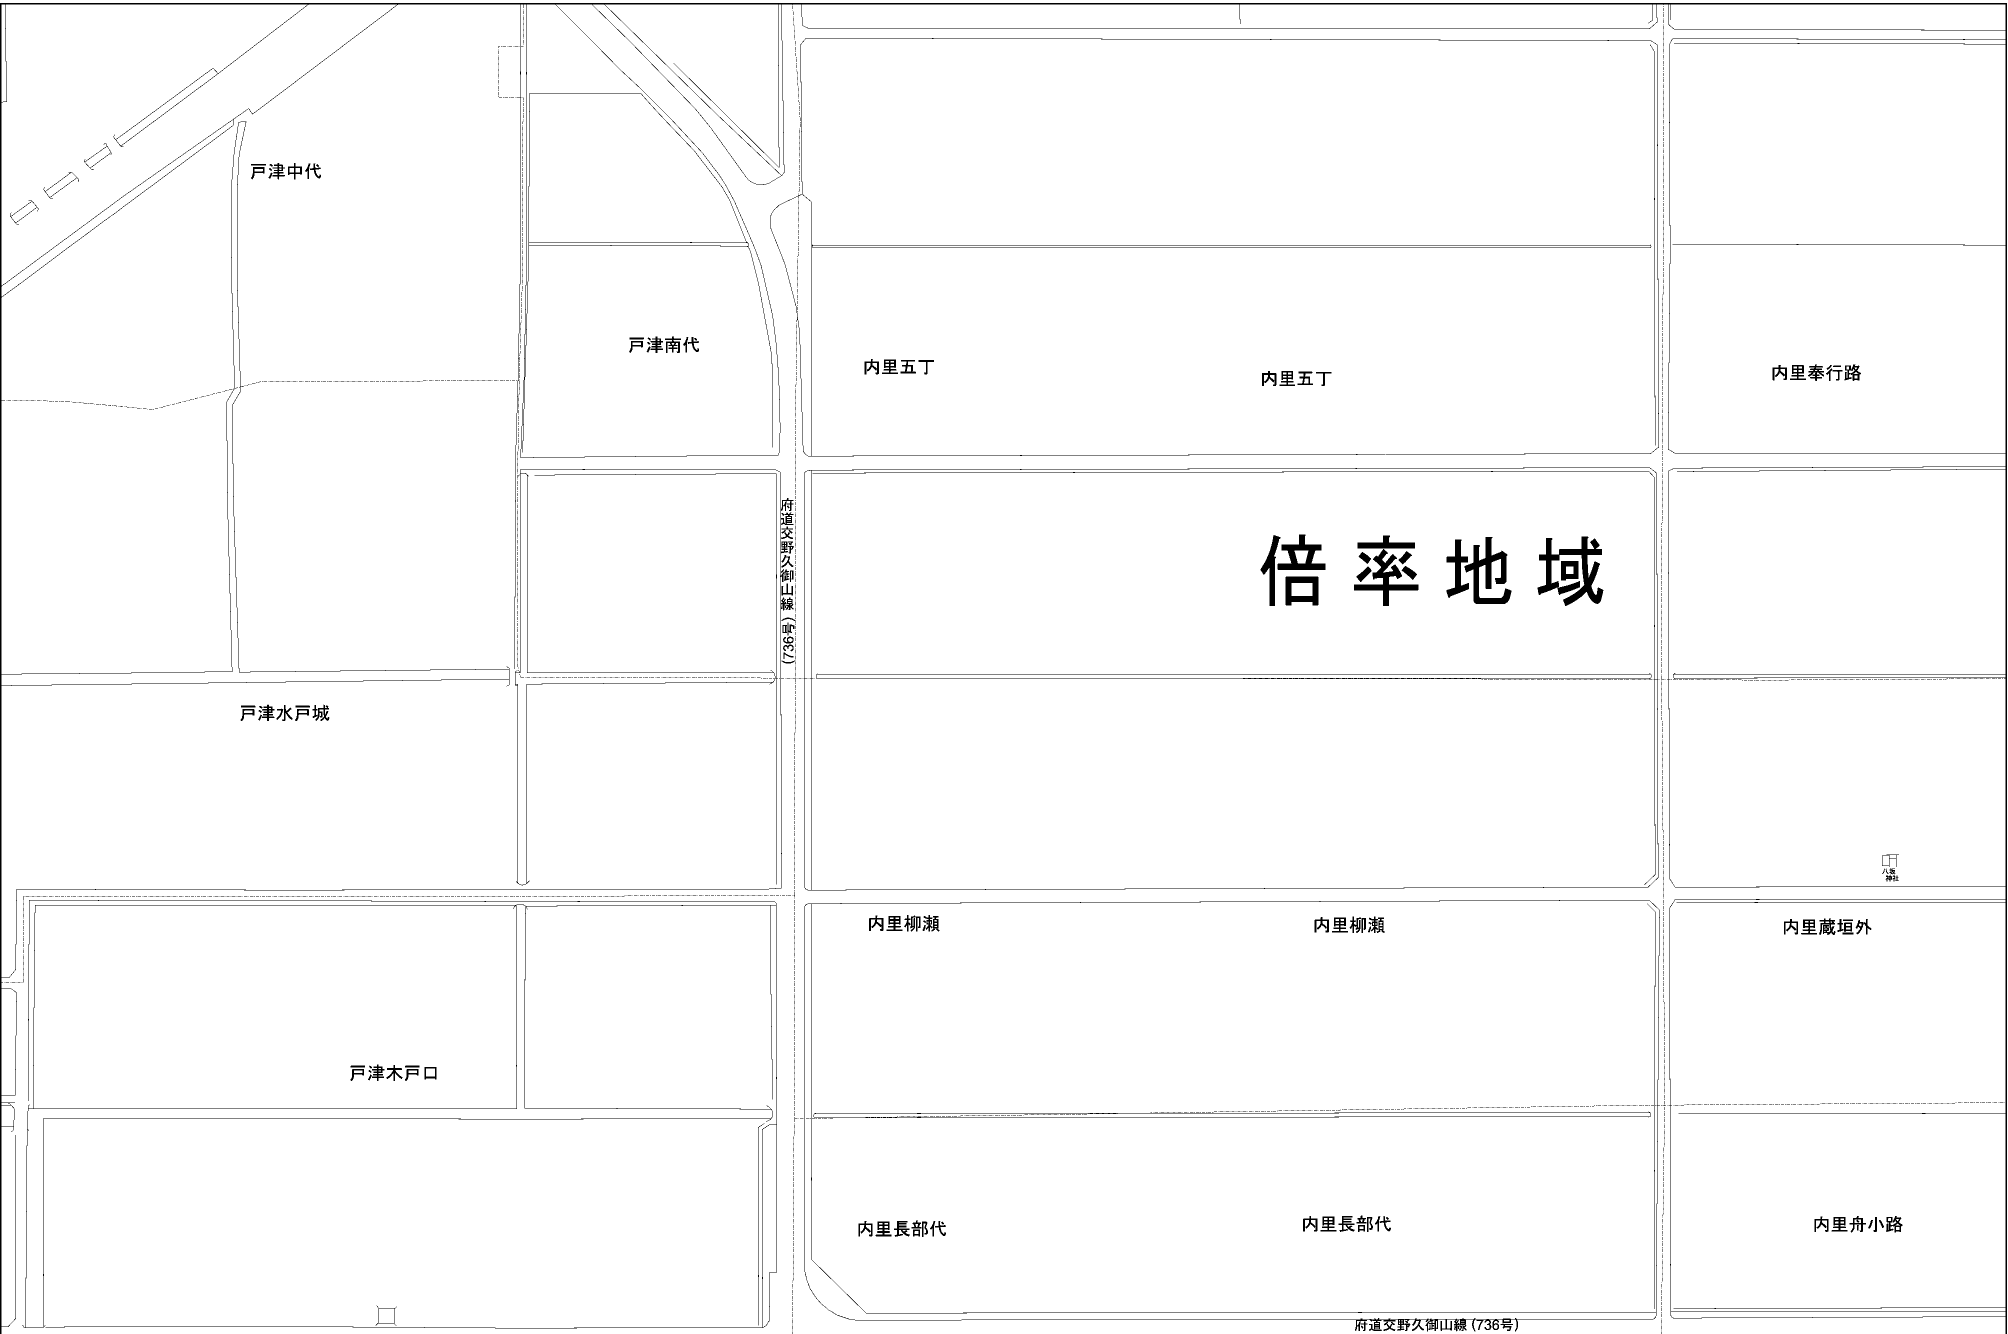 戸津中代
戸津南代
内里五丁
内里五丁
内里奉行路
府道交野久御山線(736号)
倍率地域
戸津水戸城
八坂
神社
内里柳瀬
内里柳瀬
内里蔵垣外
戸津木戸口
内里長部代
内里長部代
内里舟小路
府道交野久御山線(736号)